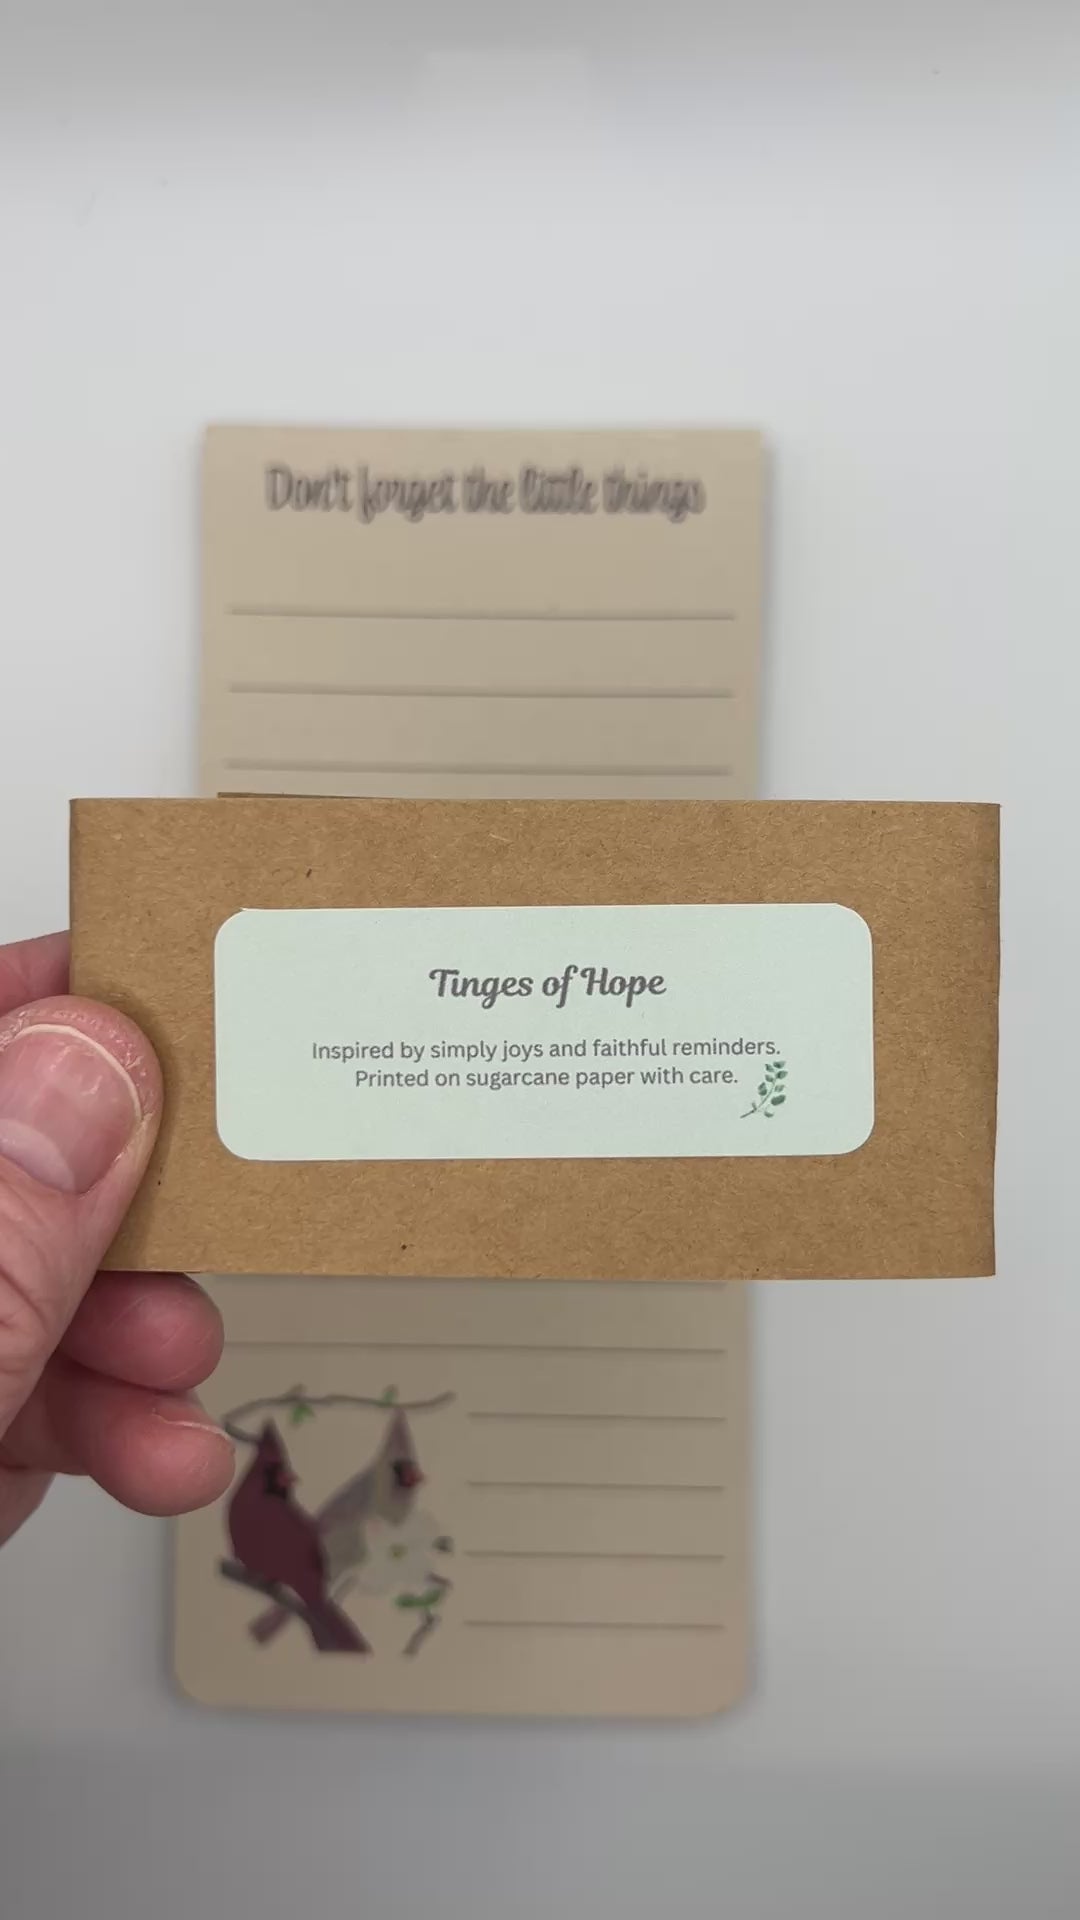 Don't forget the little things
Tinges of Hope
Inspired by simply joys and faithful reminders.
Printed on sugarcane paper with care.